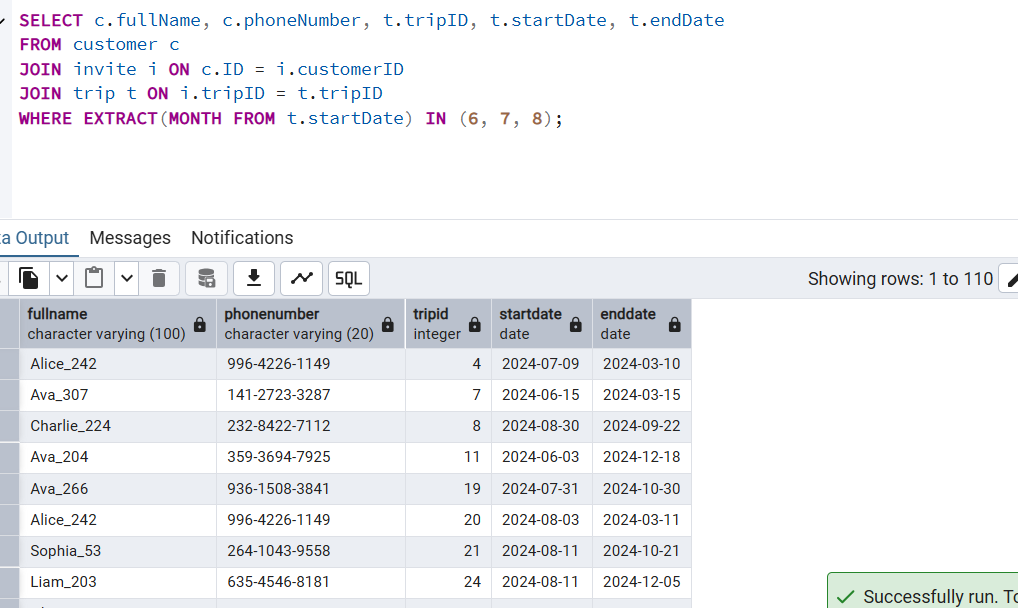 SELECT c.fullName, c.phoneNumber, t.tripID, t.startDate, t.endDate
FROM customer c
JOIN invite i ON c.ID = i.customerID
JOIN trip t ON i.tripID = t.tripID
WHERE EXTRACT(MONTH FROM t.startDate) IN (6, 7, 8);
a Output Messages Notifications
SQL Showing rows: 1 to 110
fullname phonenumber tripid startdate enddate
character varying (100) character varying (20) integer date date
Alice_242 996-4226-1149 4 2024-07-09 2024-03-10
Ava_307 141-2723-3287 7 2024-06-15 2024-03-15
Charlie_224 232-8422-7112 8 2024-08-30 2024-09-22
Ava_204 359-3694-7925 11 2024-06-03 2024-12-18
Ava_266 936-1508-3841 19 2024-07-31 2024-10-30
Alice_242 996-4226-1149 20 2024-08-03 2024-03-11
Sophia_53 264-1043-9558 21 2024-08-11 2024-10-21
Liam_203 635-4546-8181 24 2024-08-11 2024-12-05
Successfully run. To